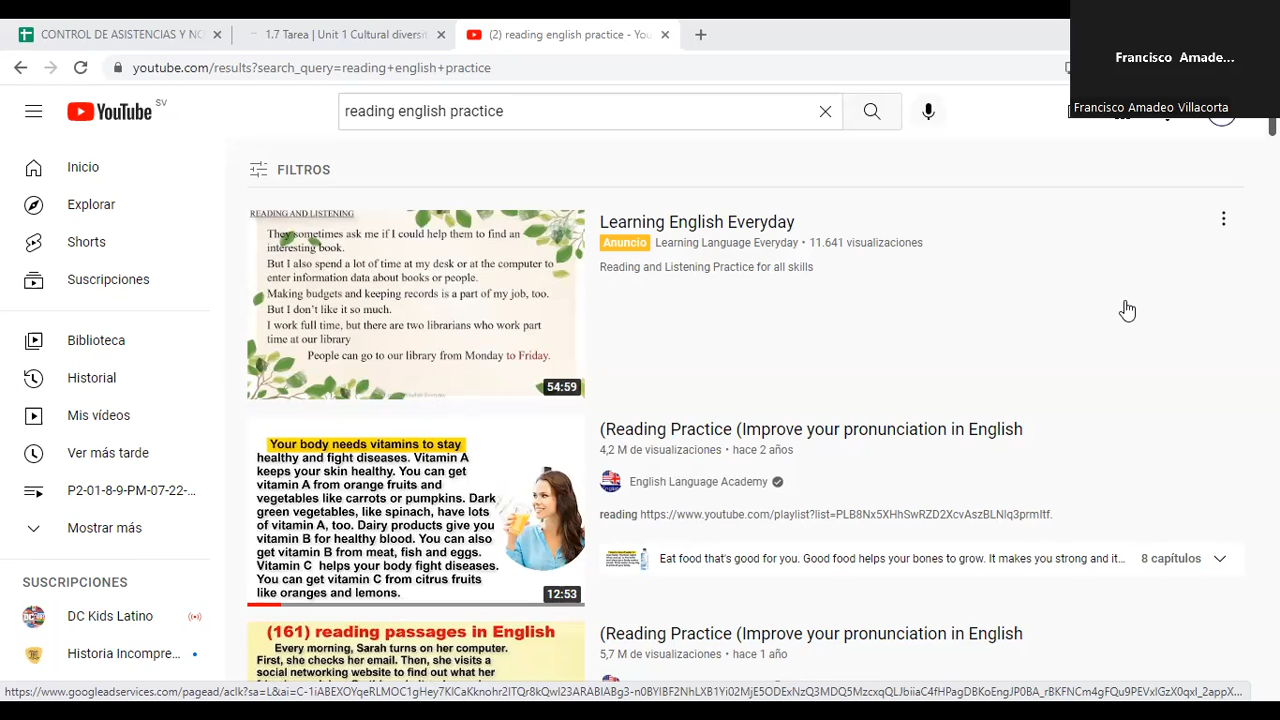 CONTROL DE ASISTENCIAS Y NO
1.7 Tarea | Unit 1 Cultural diversit
(2) reading english practice - You
youtube.com/results?search_query=reading+english+practice
Francisco Amade...
Francisco Amadeo Villacorta
YouTube SV
reading english practice
Inicio
Explorar
Shorts
Suscripciones
Biblioteca
Historial
Mis vídeos
Ver más tarde
P2-01-8-9-PM-07-22-...
Mostrar más
SUSCRIPCIONES
DC Kids Latino
Historia Incompre...
FILTROS
READING AND LISTENING
They sometimes ask me if I could help them to find an
interesting book.
But I also spend a lot of time at my desk or at the computer to
enter information data about books or people.
Making budgets and keeping records is a part of my job, too.
But I don't like it so much.
I work full time, but there are two librarians who work part
time at our library
People can go to our library from Monday to Friday.
54:59
Learning English Everyday
Anuncio Learning Language Everyday • 11.641 visualizaciones
Reading and Listening Practice for all skills
Your body needs vitamins to stay
healthy and fight diseases. Vitamin A
keeps your skin healthy. You can get
vitamin A from orange fruits and
vegetables like carrots or pumpkins. Dark
green vegetables, like spinach, have lots
of vitamin A, too. Dairy products give you
vitamin B for healthy blood. You can also
get vitamin B from meat, fish and eggs.
Vitamin C helps your body fight diseases.
You can get vitamin C from citrus fruits
like oranges and lemons.
12:53
(Reading Practice (Improve your pronunciation in English
4,2 M de visualizaciones • hace 2 años
English Language Academy
reading https://www.youtube.com/playlist?list=PLB8Nx5XHhSwRZD2XcvAszBLNlq3prmItf.
Eat food that's good for you. Good food helps your bones to grow. It makes you strong and it...
8 capítulos
(161) reading passages in English
Every morning, Sarah turns on her computer.
First, she checks her email. Then, she visits a
social networking website to find out what her
(Reading Practice (Improve your pronunciation in English
5,7 M de visualizaciones • hace 1 año